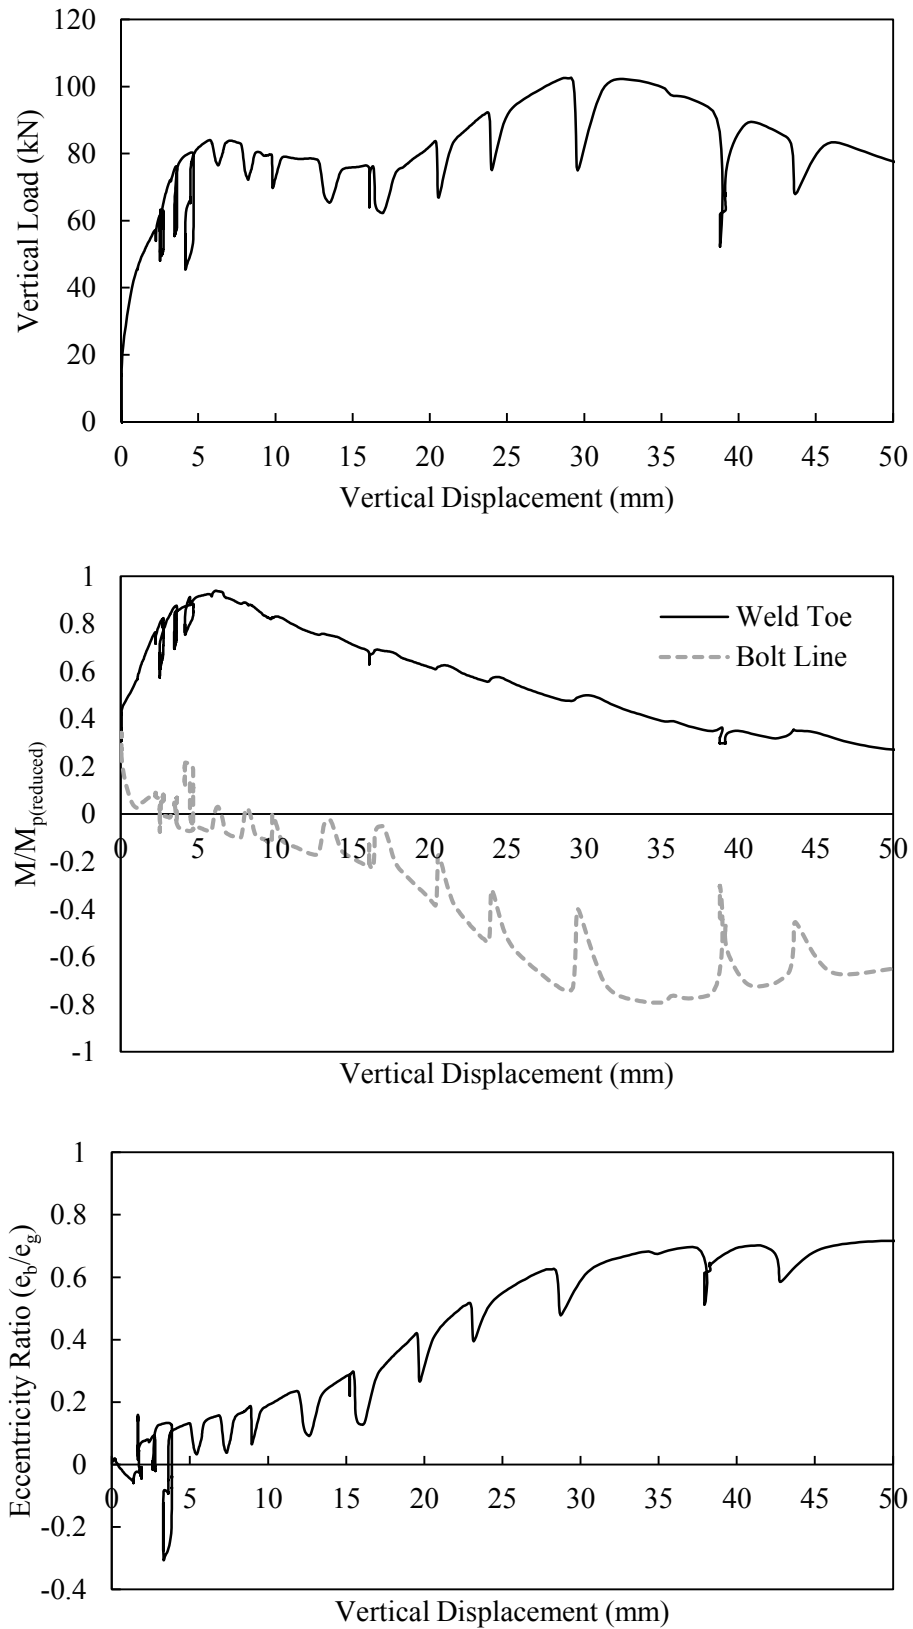 120
100
80
60
40
20
0
Vertical Load (kN)
0 5 10 15 20 25 30 35 40 45 50
Vertical Displacement (mm)
1
0.8
0.6
0.4
0.2
0
-0.2
-0.4
-0.6
-0.8
-1
M/Mp(reduced)
Weld Toe
Bolt Line
0 5 10 15 20 25 30 35 40 45 50
Vertical Displacement (mm)
1
0.8
0.6
0.4
0.2
0
-0.2
-0.4
Eccentricity Ratio (eb/eg)
0 5 10 15 20 25 30 35 40 45 50
Vertical Displacement (mm)